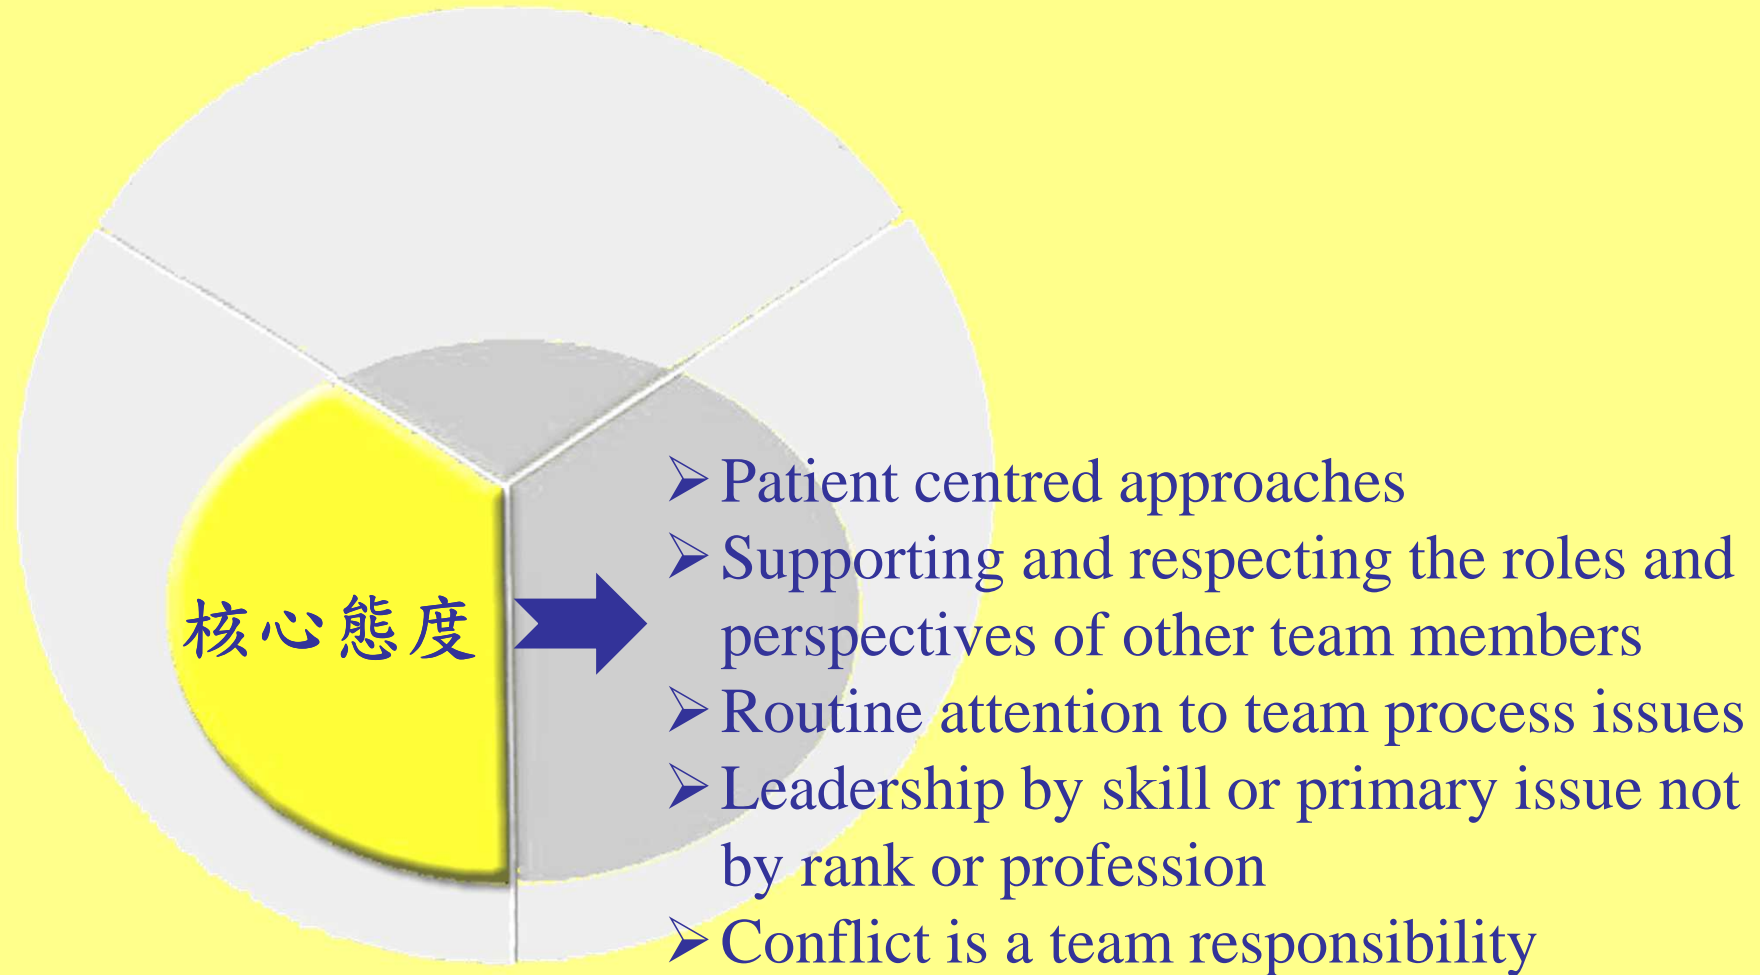 核心態度
➢ Patient centred approaches
➢ Supporting and respecting the roles and
perspectives of other team members
➢ Routine attention to team process issues
➢ Leadership by skill or primary issue not
by rank or profession
➢ Conflict is a team responsibility